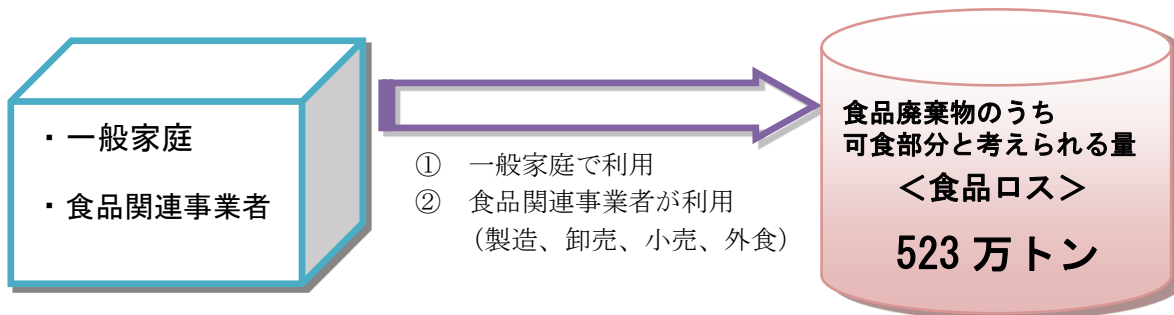 ・一般家庭
・食品関連事業者
① 一般家庭で利用
② 食品関連事業者が利用
（製造、卸売、小売、外食）
食品廃棄物のうち
可食部分と考えられる量
＜食品ロス＞
523 万トン